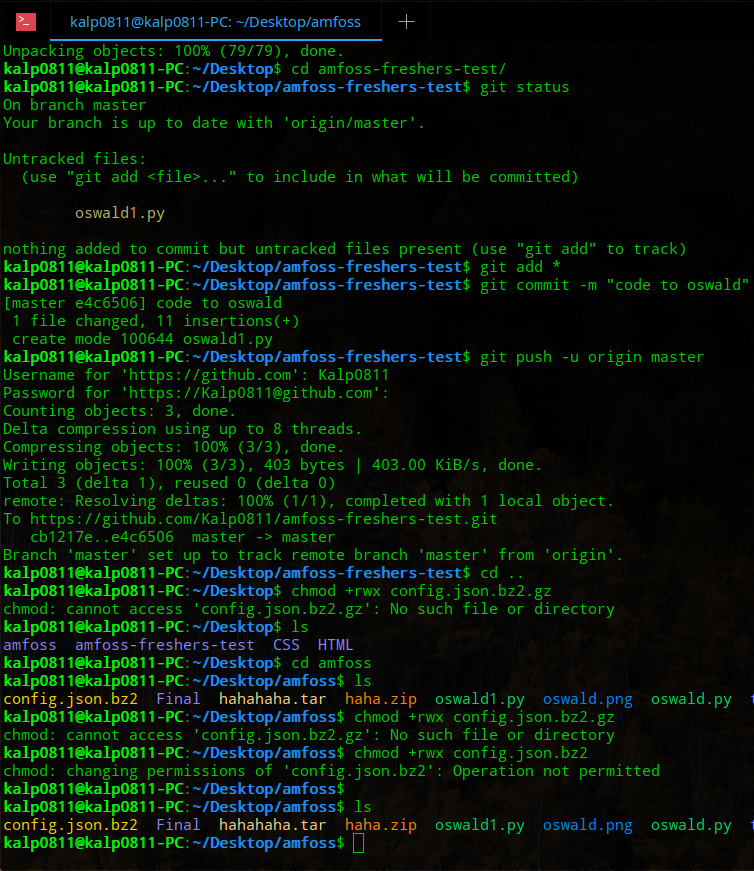 kalp0811@kalp0811-PC: ~/Desktop/amfoss
Unpacking objects: 100% (79/79), done.
kalp0811@kalp0811-PC:~/Desktop$ cd amfoss-freshers-test/
kalp0811@kalp0811-PC:~/Desktop/amfoss-freshers-test$ git status
On branch master
Your branch is up to date with 'origin/master'.
Untracked files:
  (use "git add <file>..." to include in what will be committed)
        oswald1.py
nothing added to commit but untracked files present (use "git add" to track)
kalp0811@kalp0811-PC:~/Desktop/amfoss-freshers-test$ git add *
kalp0811@kalp0811-PC:~/Desktop/amfoss-freshers-test$ git commit -m "code to oswald"
[master e4c6506] code to oswald
 1 file changed, 11 insertions(+)
 create mode 100644 oswald1.py
kalp0811@kalp0811-PC:~/Desktop/amfoss-freshers-test$ git push -u origin master
Username for 'https://github.com': Kalp0811
Password for 'https://Kalp0811@github.com':
Counting objects: 3, done.
Delta compression using up to 8 threads.
Compressing objects: 100% (3/3), done.
Writing objects: 100% (3/3), 403 bytes | 403.00 KiB/s, done.
Total 3 (delta 1), reused 0 (delta 0)
remote: Resolving deltas: 100% (1/1), completed with 1 local object.
To https://github.com/Kalp0811/amfoss-freshers-test.git
   cb1217e..e4c6506  master -> master
Branch 'master' set up to track remote branch 'master' from 'origin'.
kalp0811@kalp0811-PC:~/Desktop/amfoss-freshers-test$ cd ..
kalp0811@kalp0811-PC:~/Desktop$ chmod +rwx config.json.bz2.gz
chmod: cannot access 'config.json.bz2.gz': No such file or directory
kalp0811@kalp0811-PC:~/Desktop$ ls
amfoss  amfoss-freshers-test  CSS  HTML
kalp0811@kalp0811-PC:~/Desktop$ cd amfoss
kalp0811@kalp0811-PC:~/Desktop/amfoss$ ls
config.json.bz2  Final  hahahaha.tar  haha.zip  oswald1.py  oswald.png  oswald.py
kalp0811@kalp0811-PC:~/Desktop/amfoss$ chmod +rwx config.json.bz2.gz
chmod: cannot access 'config.json.bz2.gz': No such file or directory
kalp0811@kalp0811-PC:~/Desktop/amfoss$ chmod +rwx config.json.bz2
chmod: changing permissions of 'config.json.bz2': Operation not permitted
kalp0811@kalp0811-PC:~/Desktop/amfoss$
kalp0811@kalp0811-PC:~/Desktop/amfoss$ ls
config.json.bz2  Final  hahahaha.tar  haha.zip  oswald1.py  oswald.png  oswald.py
kalp0811@kalp0811-PC:~/Desktop/amfoss$